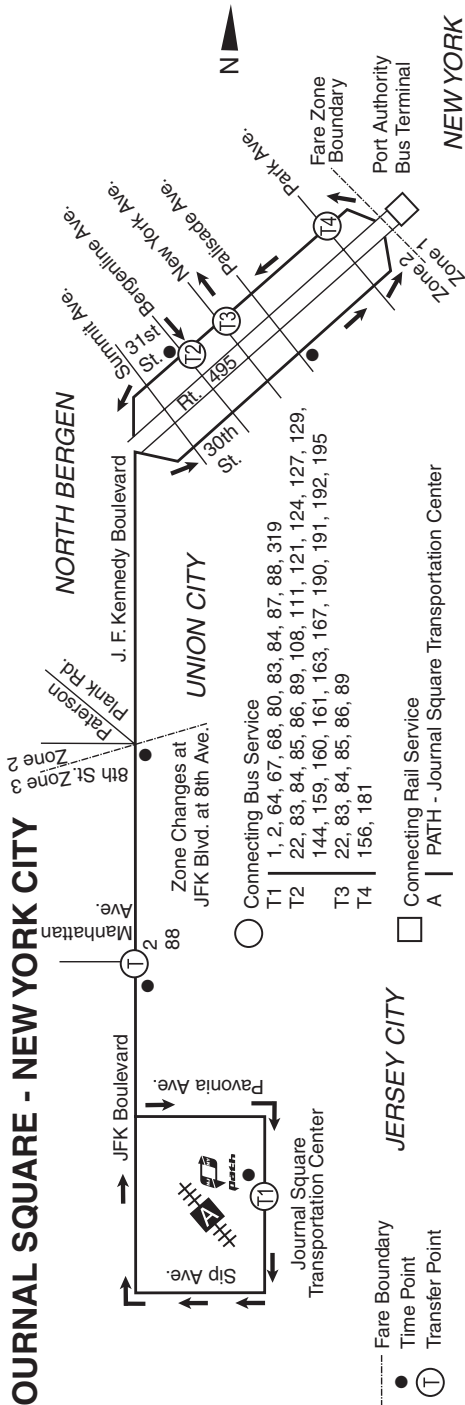 OURNAL SQUARE - NEW YORK CITY
JFK Boulevard
Manhattan
Ave.
T
2
88
8th St. Zone 3
Zone 2
Paterson
Plank Rd.
J. F. Kennedy Boulevard
NORTH BERGEN
Zone Changes at
JFK Blvd. at 8th Ave.
UNION CITY
Sip Ave.
A
path
Pavonia Ave.
T1
Journal Square
Transportation Center
JERSEY CITY
Summit Ave.
Bergenline Ave.
New York Ave.
Palisade Ave.
Park Ave.
31st
St.
T2
T3
T4
Rt. 495
30th
St.
Fare Zone
Boundary
Port Authority
Bus Terminal
Zone 2
Zone 1
NEW YORK
N
Connecting Bus Service
T1 1, 2, 64, 67, 68, 80, 83, 84, 87, 88, 319
T2 22, 83, 84, 85, 86, 89, 108, 111, 121, 124, 127, 129,
144, 159, 160, 161, 163, 167, 190, 191, 192, 195
T3 22, 83, 84, 85, 86, 89
T4 156, 181
Connecting Rail Service
A PATH - Journal Square Transportation Center
Fare Boundary
Time Point
T Transfer Point